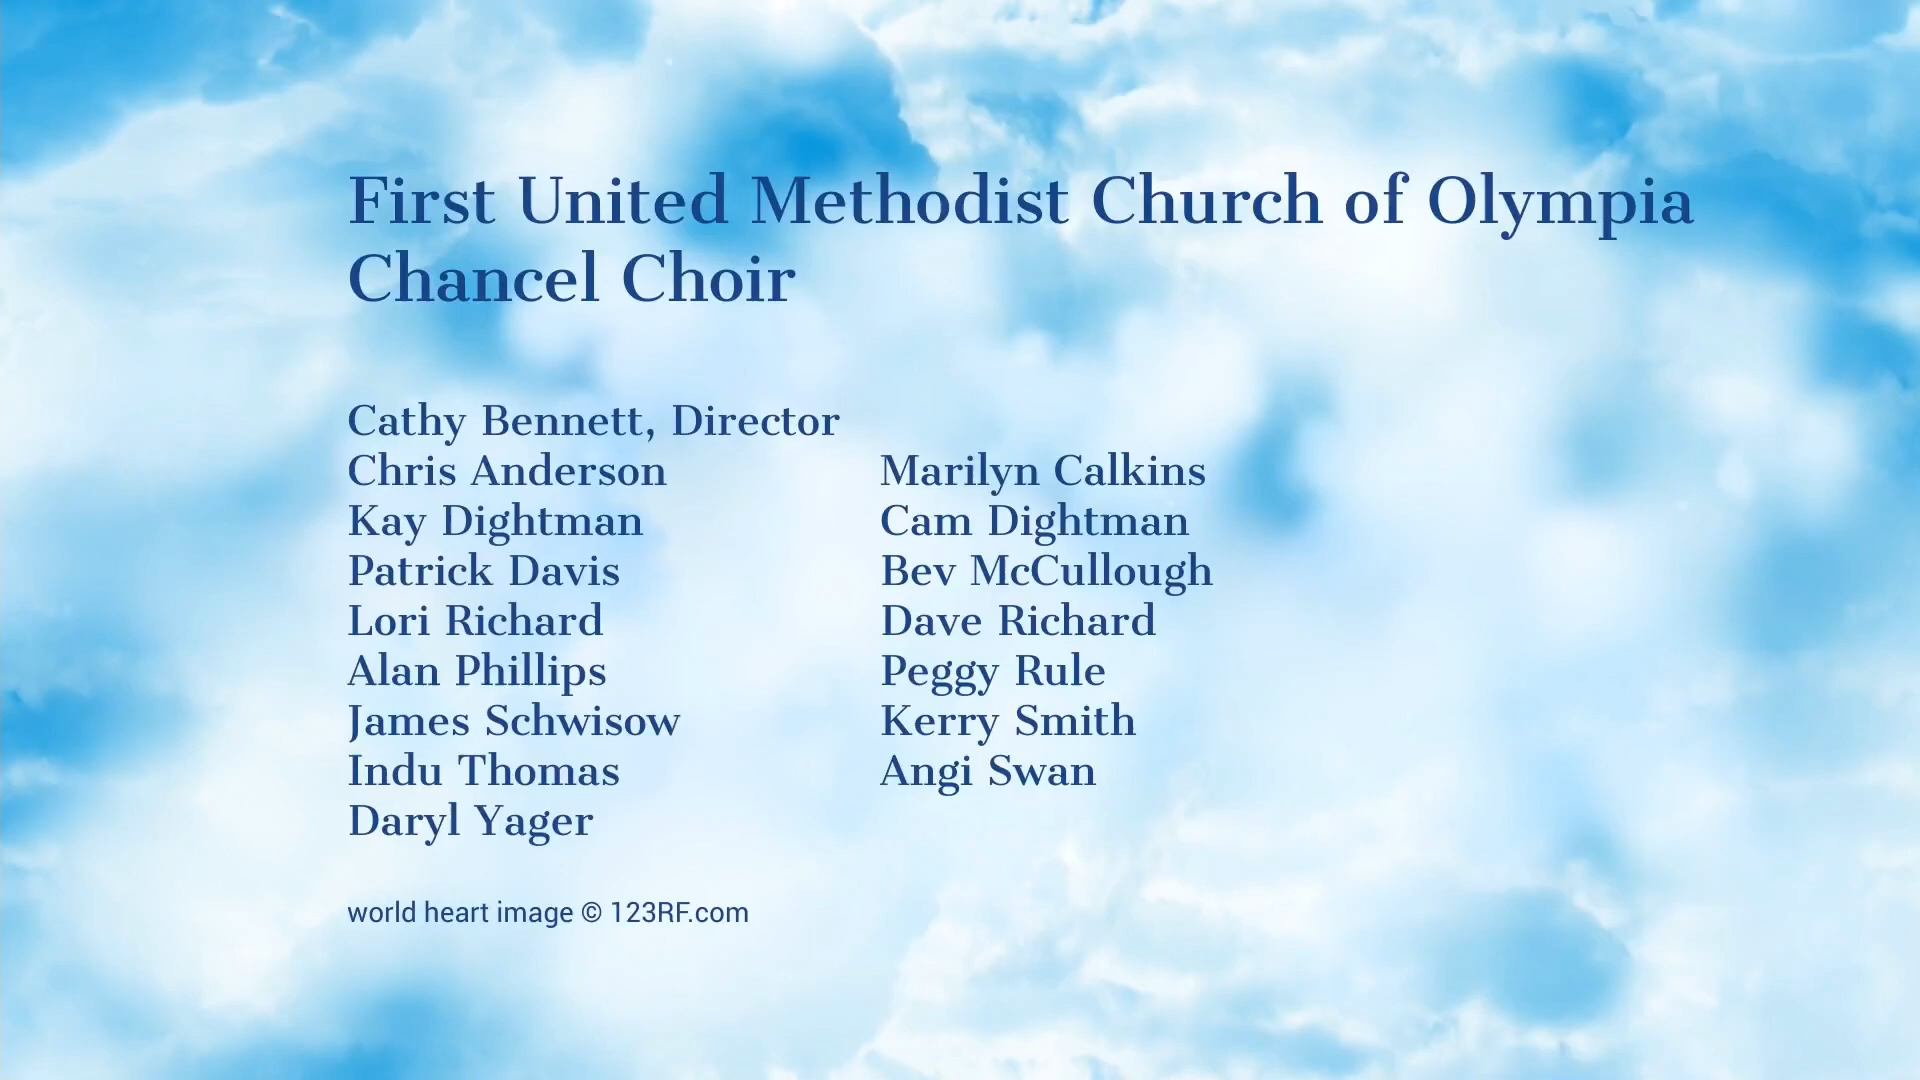 First United Methodist Church of Olympia
Chancel Choir
Cathy Bennett, Director
Chris Anderson Marilyn Calkins
Kay Dightman Cam Dightman
Patrick Davis Bev McCullough
Lori Richard Dave Richard
Alan Phillips Peggy Rule
James Schwisow Kerry Smith
Indu Thomas Angi Swan
Daryl Yager
world heart image © 123RF.com